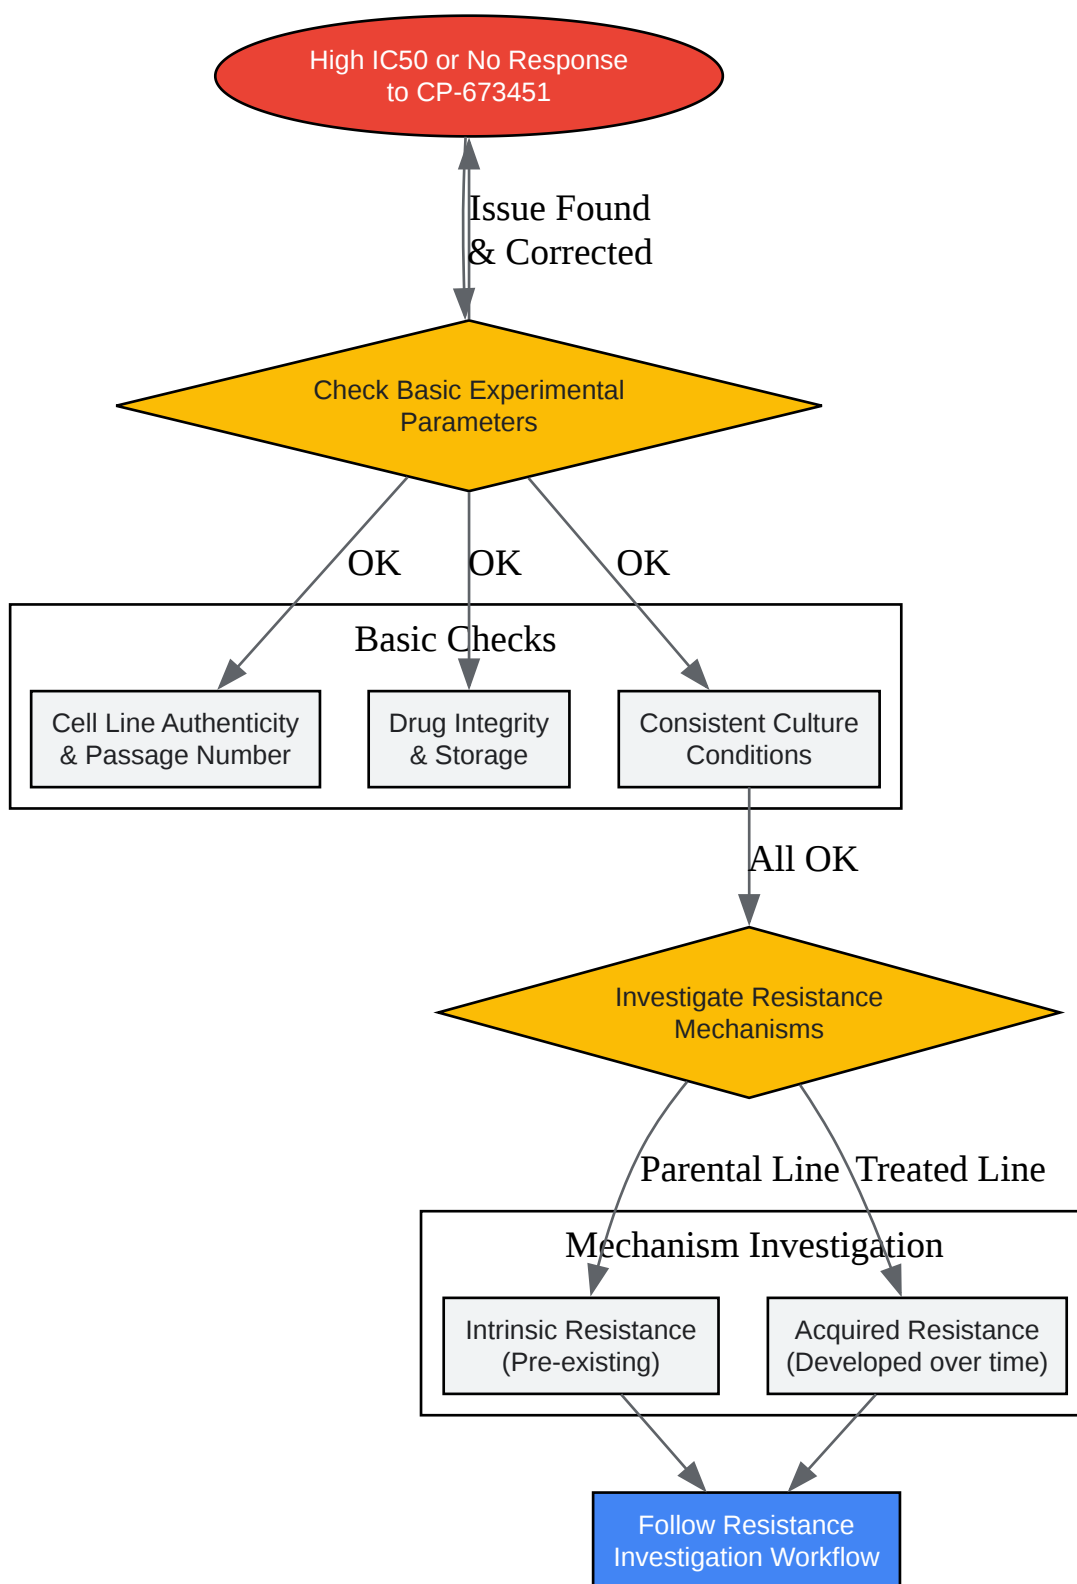 High IC50 or No Response
to CP-673451
Issue Found
& Corrected
Check Basic Experimental
Parameters
OK
OK
OK
Basic Checks
Cell Line Authenticity
& Passage Number
Drug Integrity
& Storage
Consistent Culture
Conditions
All OK
Investigate Resistance
Mechanisms
Parental Line
Treated Line
Mechanism Investigation
Intrinsic Resistance
(Pre-existing)
Acquired Resistance
(Developed over time)
Follow Resistance
Investigation Workflow